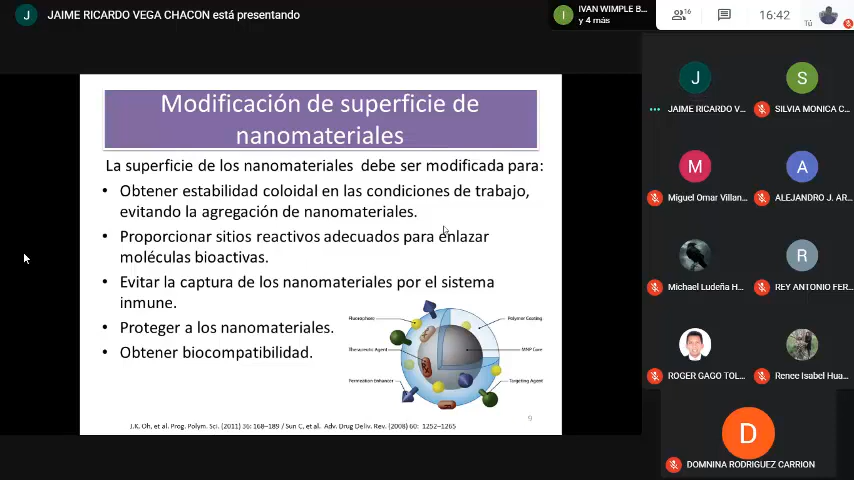 J JAIME RICARDO VEGA CHACON está presentando
I IVAN WIMPLE B...
y 4 más
16
16:42
Tú
Modificación de superficie de
nanomateriales
La superficie de los nanomateriales debe ser modificada para:
• Obtener estabilidad coloidal en las condiciones de trabajo,
evitando la agregación de nanomateriales.
• Proporcionar sitios reactivos adecuados para enlazar
moléculas bioactivas.
• Evitar la captura de los nanomateriales por el sistema
inmune.
• Proteger a los nanomateriales.
• Obtener biocompatibilidad.
Fluorophore
Polymer Coating
Therapeutic Agent
MNP Core
Permeation Enhancer
Targeting Agent
9
J.K. Oh, et al. Prog. Polym. Sci. (2011) 36: 168–189 / Sun C, et al. Adv. Drug Deliv. Rev. (2008) 60: 1252–1265
J
JAIME RICARDO V...
S
SILVIA MONICA C...
M
Miguel Omar Villan...
A
ALEJANDRO J. AR...
Michael Ludeña H...
R
REY ANTONIO FER...
ROGER GAGO TOL...
Renee Isabel Hua...
D
DOMNINA RODRIGUEZ CARRION